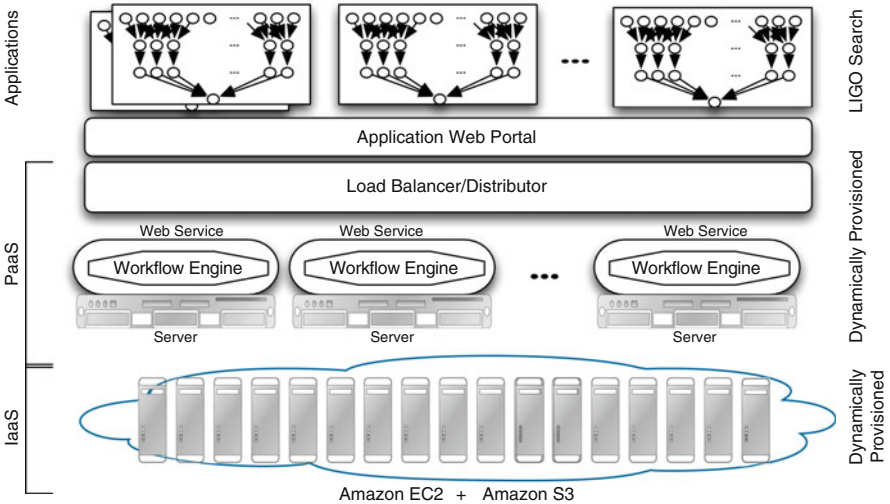 Applications
LIGO Search
...
...
...
...
Application Web Portal
Load Balancer/Distributor
PaaS
Dynamically Provisioned
Web Service
Web Service
Web Service
Workflow Engine
Workflow Engine
...
Workflow Engine
Server
Server
Server
IaaS
Dynamically
Provisioned
Amazon EC2 + Amazon S3